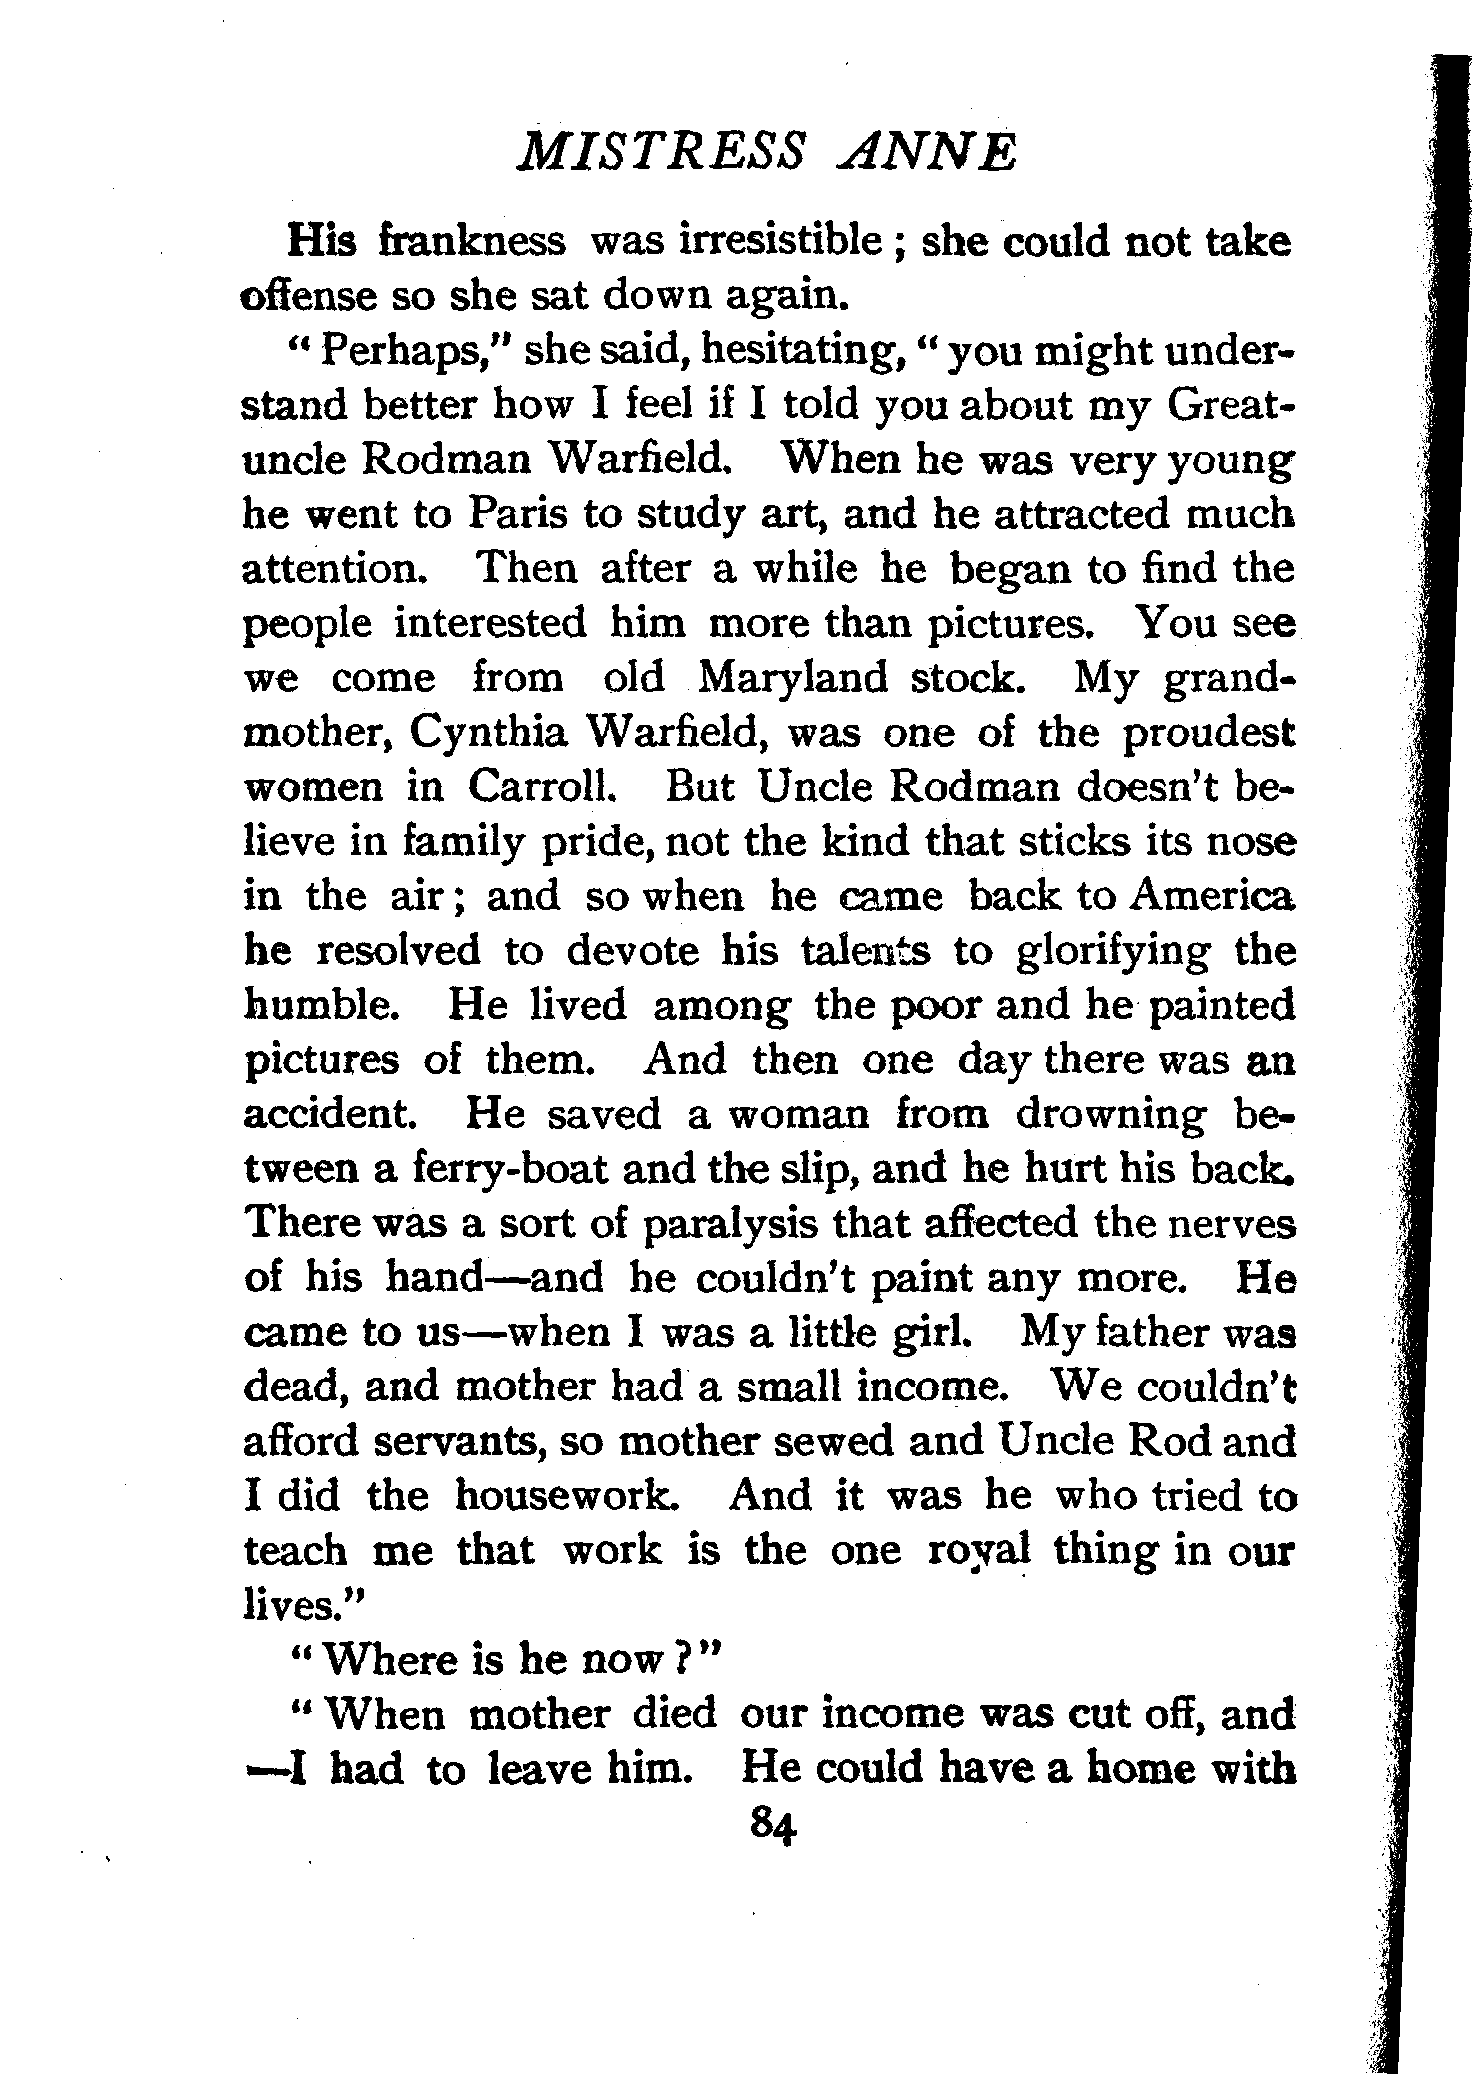 MISTRESS ANNE
His frankness was irresistible ; she could not take
offense so she sat down again.
“ Perhaps,” she said, hesitating, “ you might under-
stand better how I feel if I told you about my Great-
uncle Rodman Warfield. When he was very young
he went to Paris to study art, and he attracted much
attention. Then after a while he began to find the
people interested him more than pictures. You see
we come from old Maryland stock. My grand-
mother, Cynthia Warfield, was one of the proudest
women in Carroll. But Uncle Rodman doesn't be-
lieve in family pride, not the kind that sticks its nose
in the air ; and so when he came back to America
he resolved to devote his talents to glorifying the
humble. He lived among the poor and he painted
pictures of them. And then one day there was an
accident. He saved a woman from drowning be-
tween a ferry-boat and the slip, and he hurt his back.
There was a sort of paralysis that affected the nerves
of his hand—and he couldn't paint any more. He
came to us—when I was a little girl. My father was
dead, and mother had a small income. We couldn't
afford servants, so mother sewed and Uncle Rod and
I did the housework. And it was he who tried to
teach me that work is the one royal thing in our
lives.”
“ Where is he now ? ”
“ When mother died our income was cut off, and
—I had to leave him. He could have a home with
84